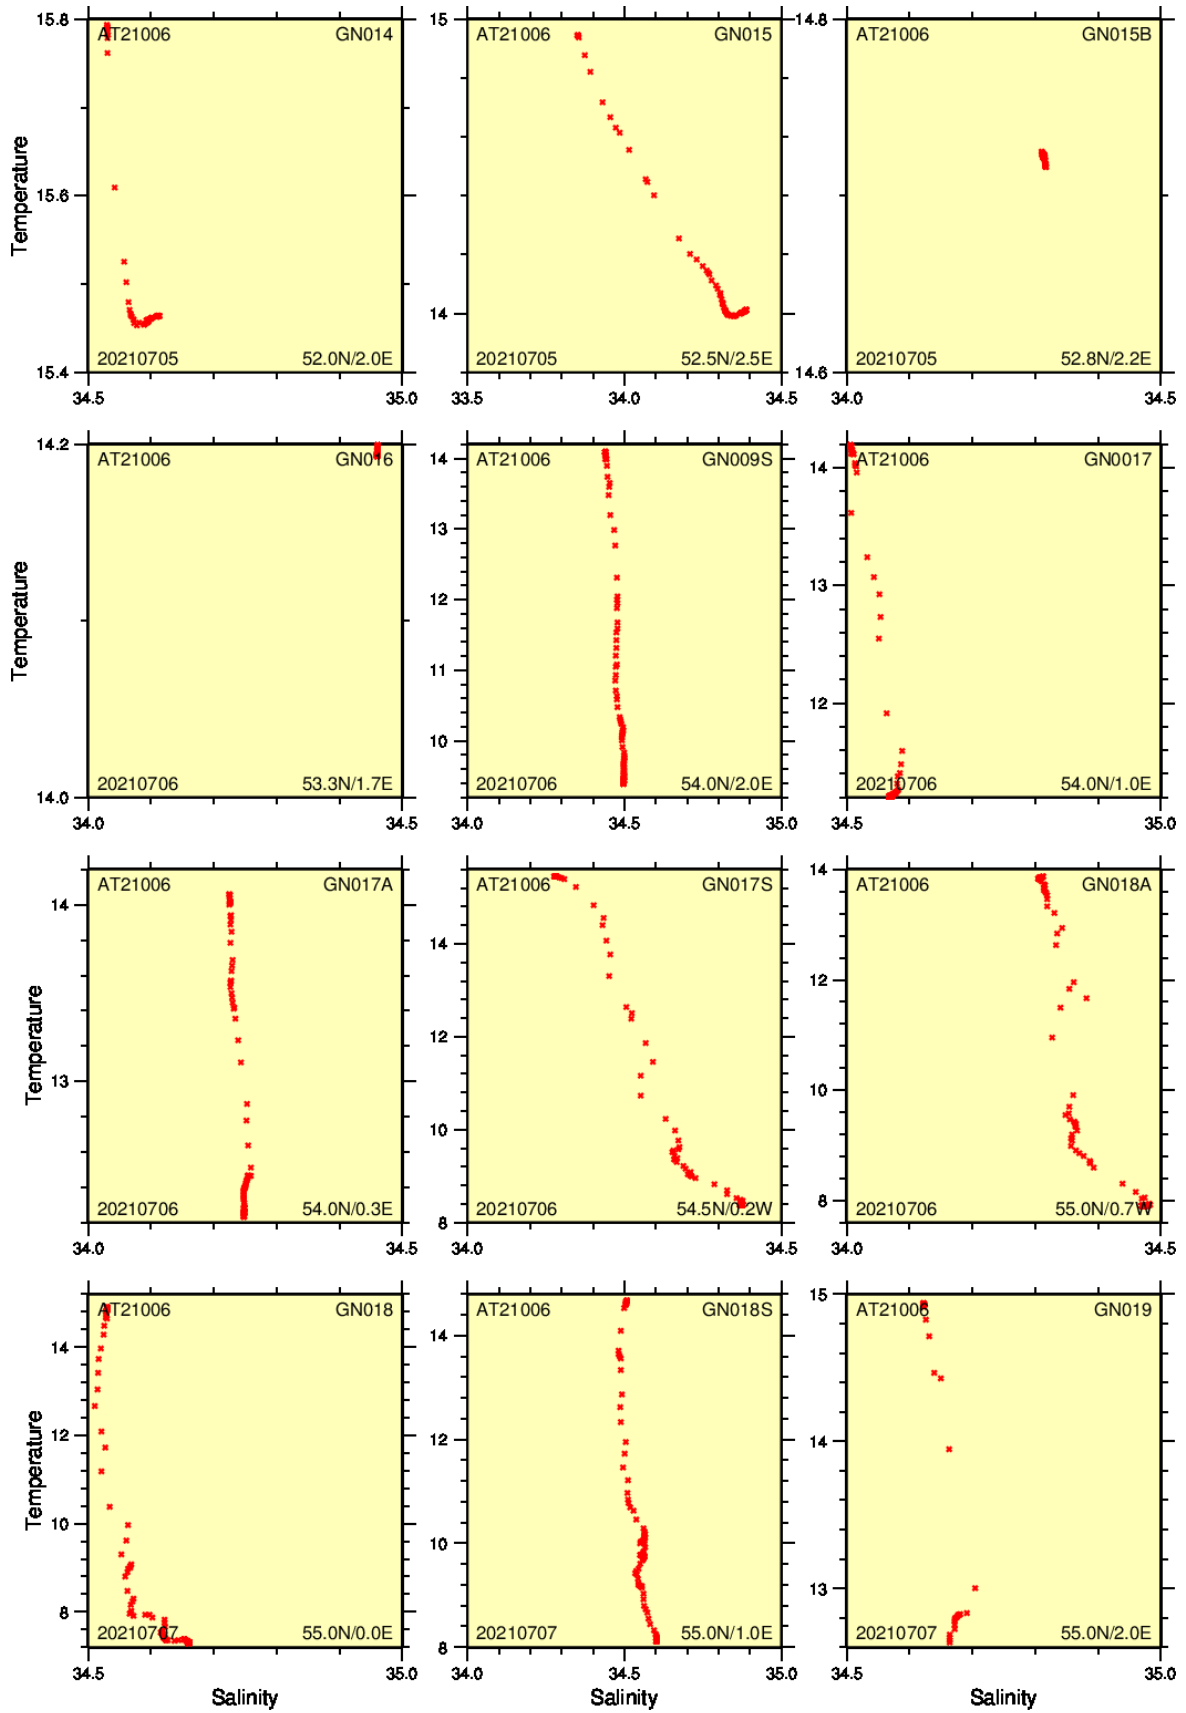 15.8
AT21006 GN014
15.6
Temperature
20210705 52.0N/2.0E
15.4
34.5 35.0
15
AT21006 GN015
14
20210705 52.5N/2.5E
33.5 34.0 34.5
14.8
AT21006 GN015B
20210705 52.8N/2.2E
14.6
34.0 34.5
14.2
AT21006 GN016
Temperature
20210706 53.3N/1.7E
14.0
34.0 34.5
AT21006 GN009S
14
13
12
11
10
20210706 54.0N/2.0E
34.0 34.5 35.0
AT21006 GN0017
14
13
12
20210706 54.0N/1.0E
34.5 35.0
AT21006 GN017A
14
Temperature
13
20210706 54.0N/0.3E
34.0 34.5
AT21006 GN017S
14
12
10
20210706 54.5N/0.2W
8
34.0 34.5 35.0
14
AT21006 GN018A
12
10
8
20210706 55.0N/0.7W
34.0 34.5
AT21006 GN018
14
12
Temperature
10
8
20210707 55.0N/0.0E
34.5 35.0
Salinity
AT21006 GN018S
14
12
10
20210707 55.0N/1.0E
8
34.0 34.5 35.0
Salinity
15
AT21006 GN019
14
13
20210707 55.0N/2.0E
34.5 35.0
Salinity